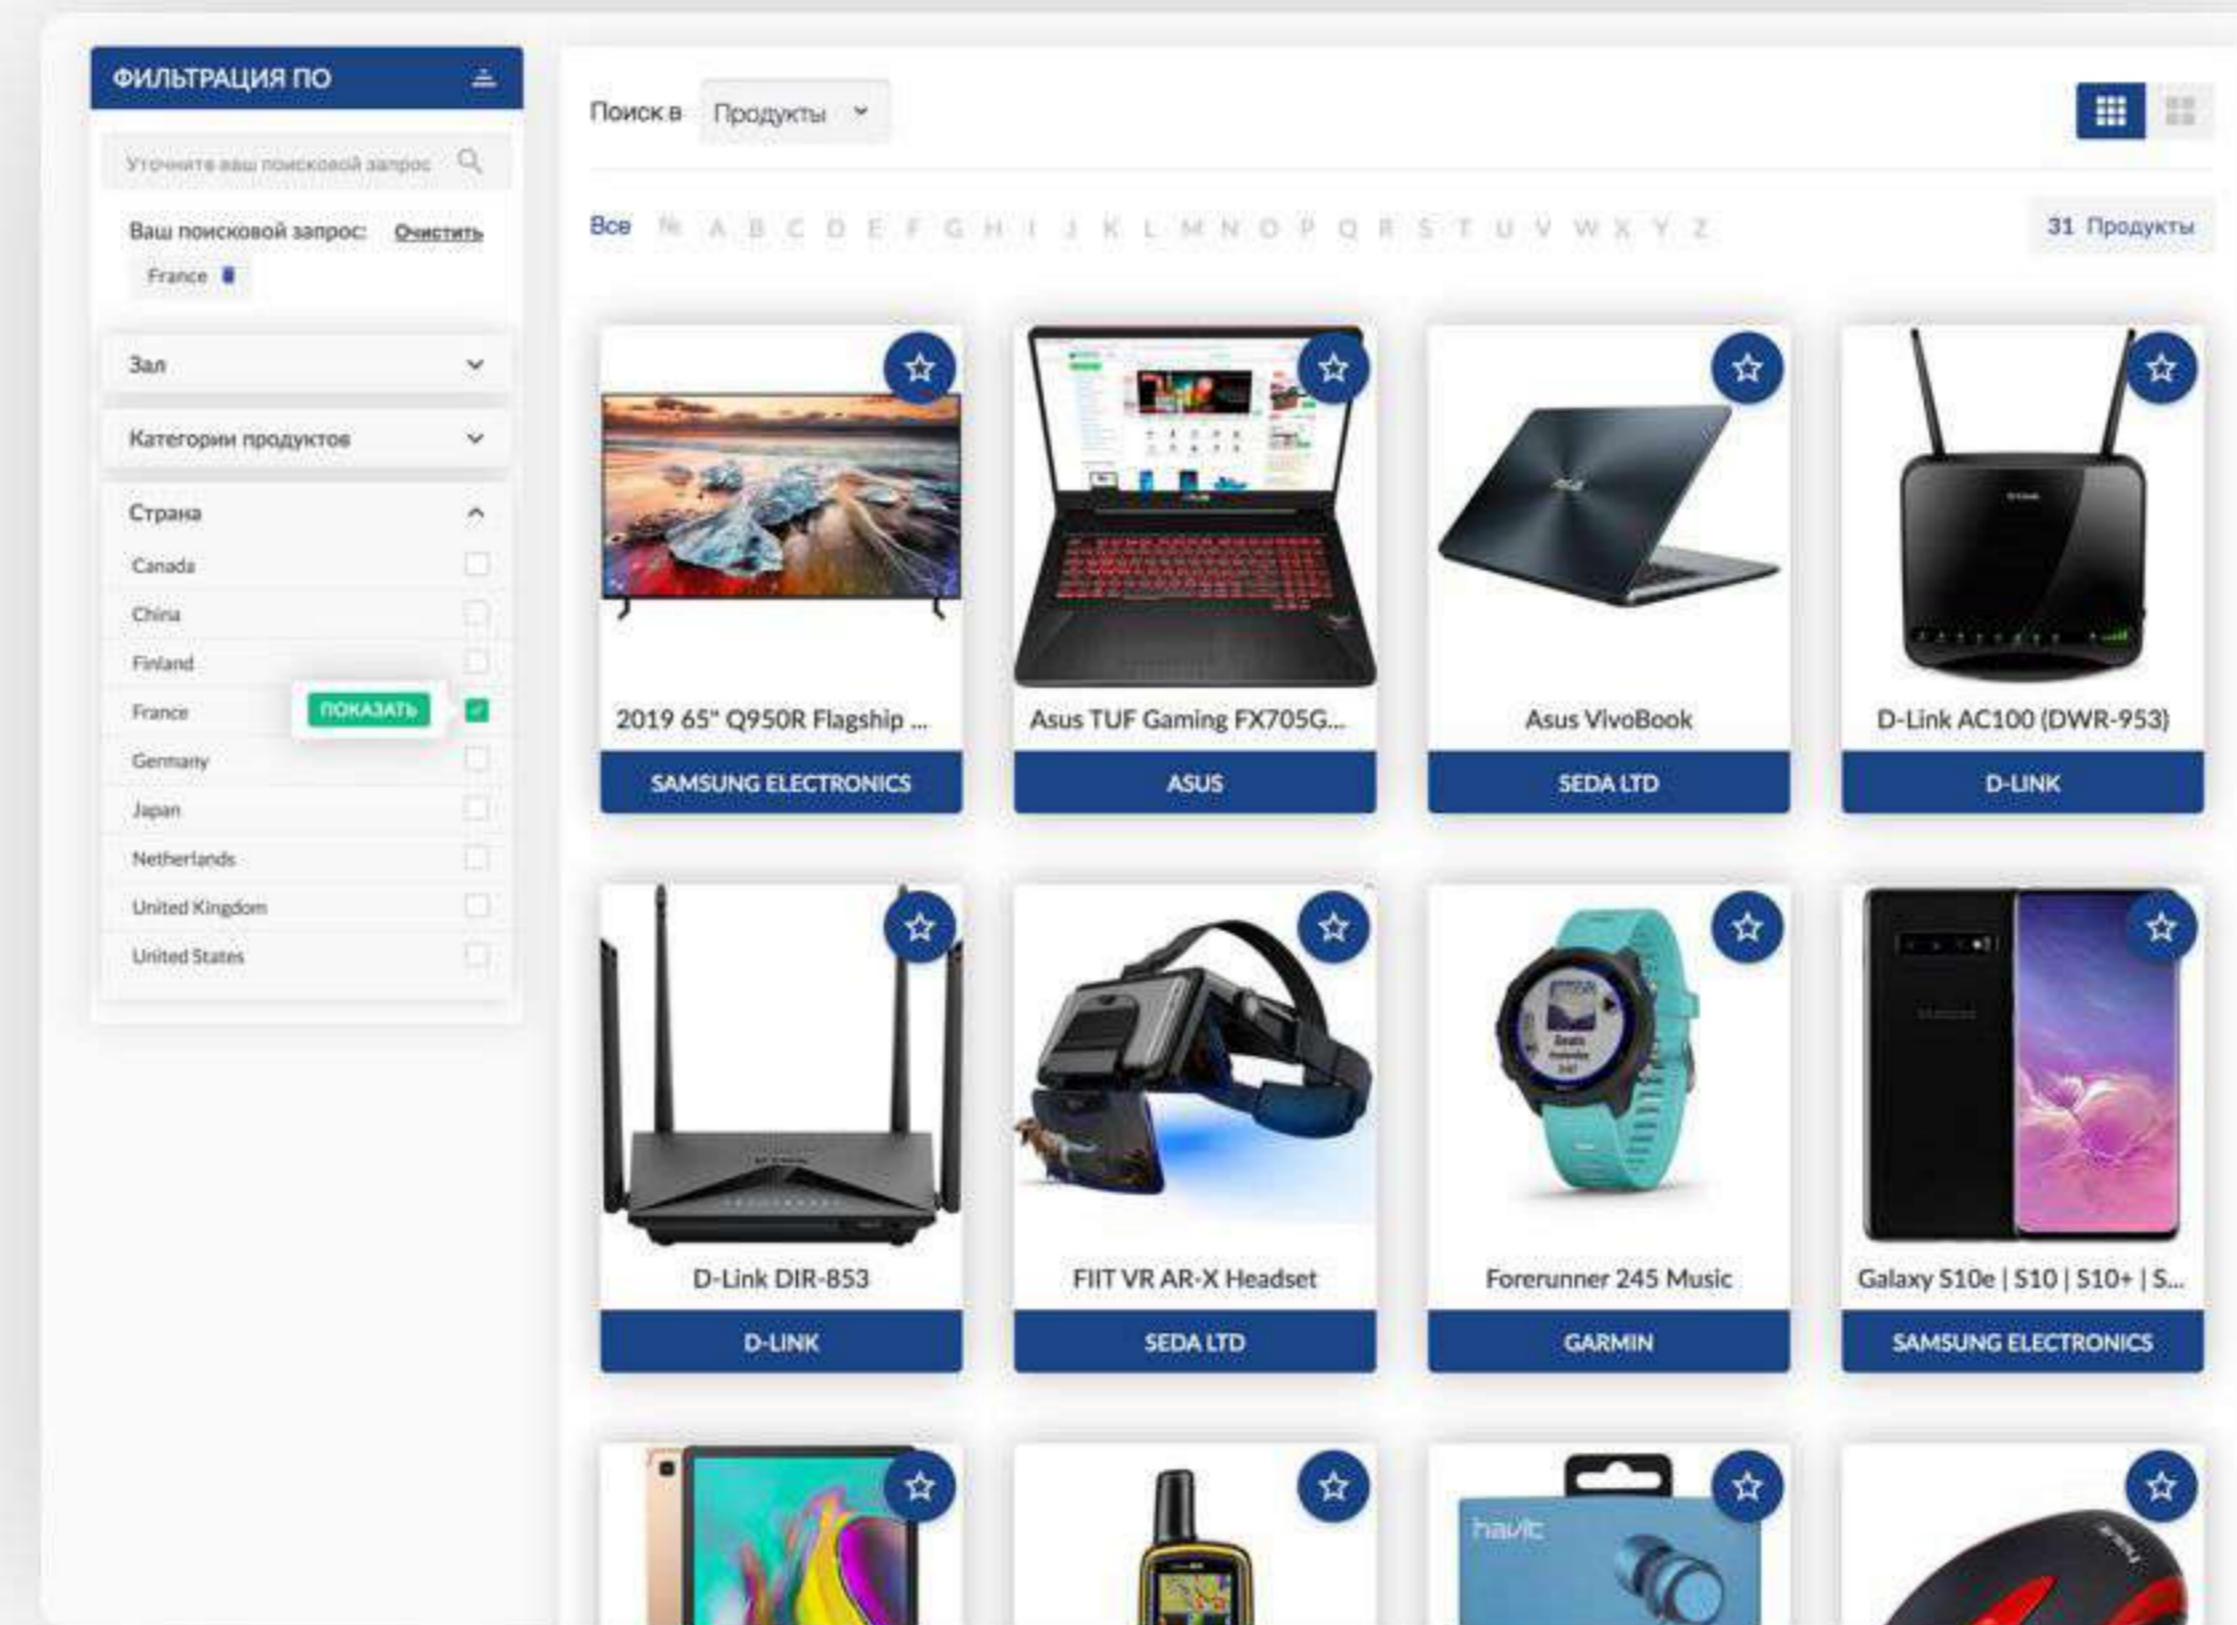 ФИЛЬТРАЦИЯ ПО
Уточните ваш поисковой запрос
Ваш поисковой запрос: Очистить
France
Зал
Категории продуктов
Страна
Canada
China
Finland
France
ПОКАЗАТЬ
Germany
Japan
Netherlands
United Kingdom
United States
Поиск в Продукты
Все № A B C D E F G H I J K L M N O P Q R S T U V W X Y Z
31 Продукты
2019 65" Q950R Flagship ...
SAMSUNG ELECTRONICS
Asus TUF Gaming FX705G...
ASUS
Asus VivoBook
SEDA LTD
D-Link AC100 (DWR-953)
D-LINK
D-Link DIR-853
D-LINK
FIIT VR AR-X Headset
SEDA LTD
Forerunner 245 Music
GARMIN
Galaxy S10e | S10 | S10+ | S...
SAMSUNG ELECTRONICS
havit